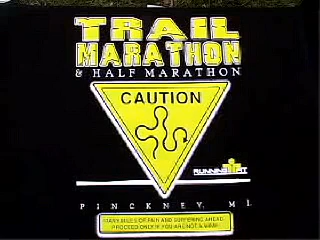 TRAIL
MARATHON
& HALF MARATHON
CAUTION
RUNNING FIT
PINCKNEY, MI.
MANY MILES OF PAIN AND SUFFERING AHEAD.
PROCEED ONLY IF YOU ARE NOT A WIMP.